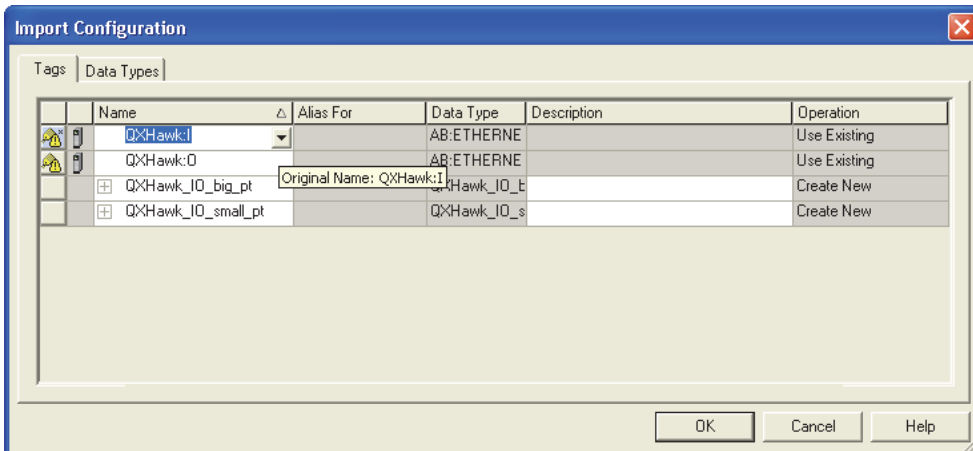 Import Configuration
Tags Data Types
Name Alias For Data Type Description Operation
QXHawk:I AB:ETHERNE Use Existing
QXHawk:O AB:ETHERNE Use Existing
Original Name: QXHawk:I
QXHawk_IO_big_pt QXHawk_IO_b Create New
QXHawk_IO_small_pt QXHawk_IO_s Create New
OK Cancel Help